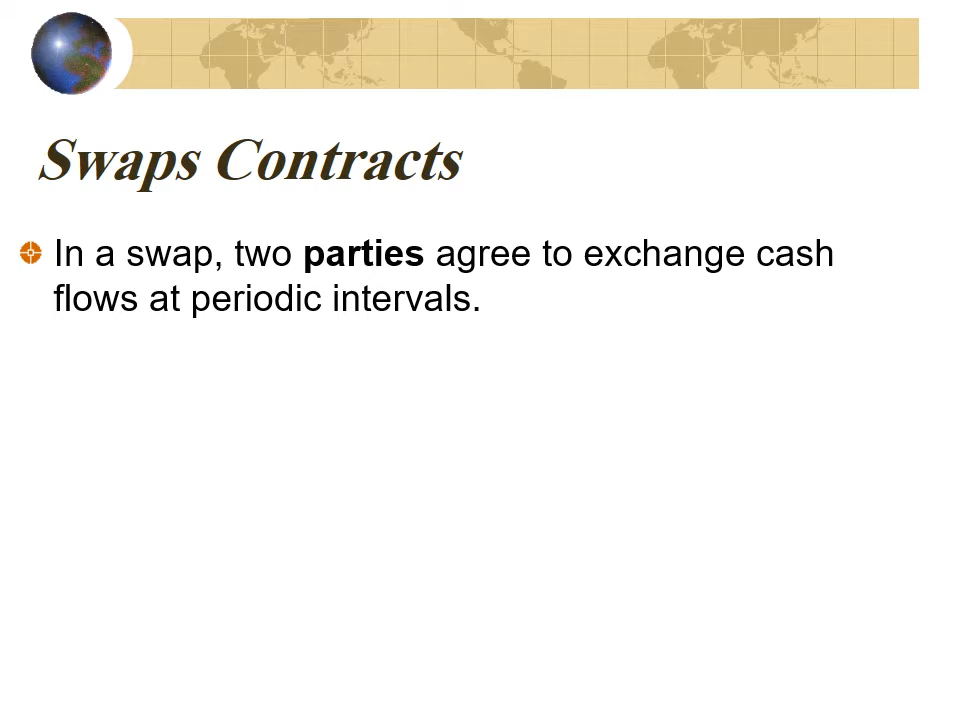 Swaps Contracts
In a swap, two parties agree to exchange cash
flows at periodic intervals.